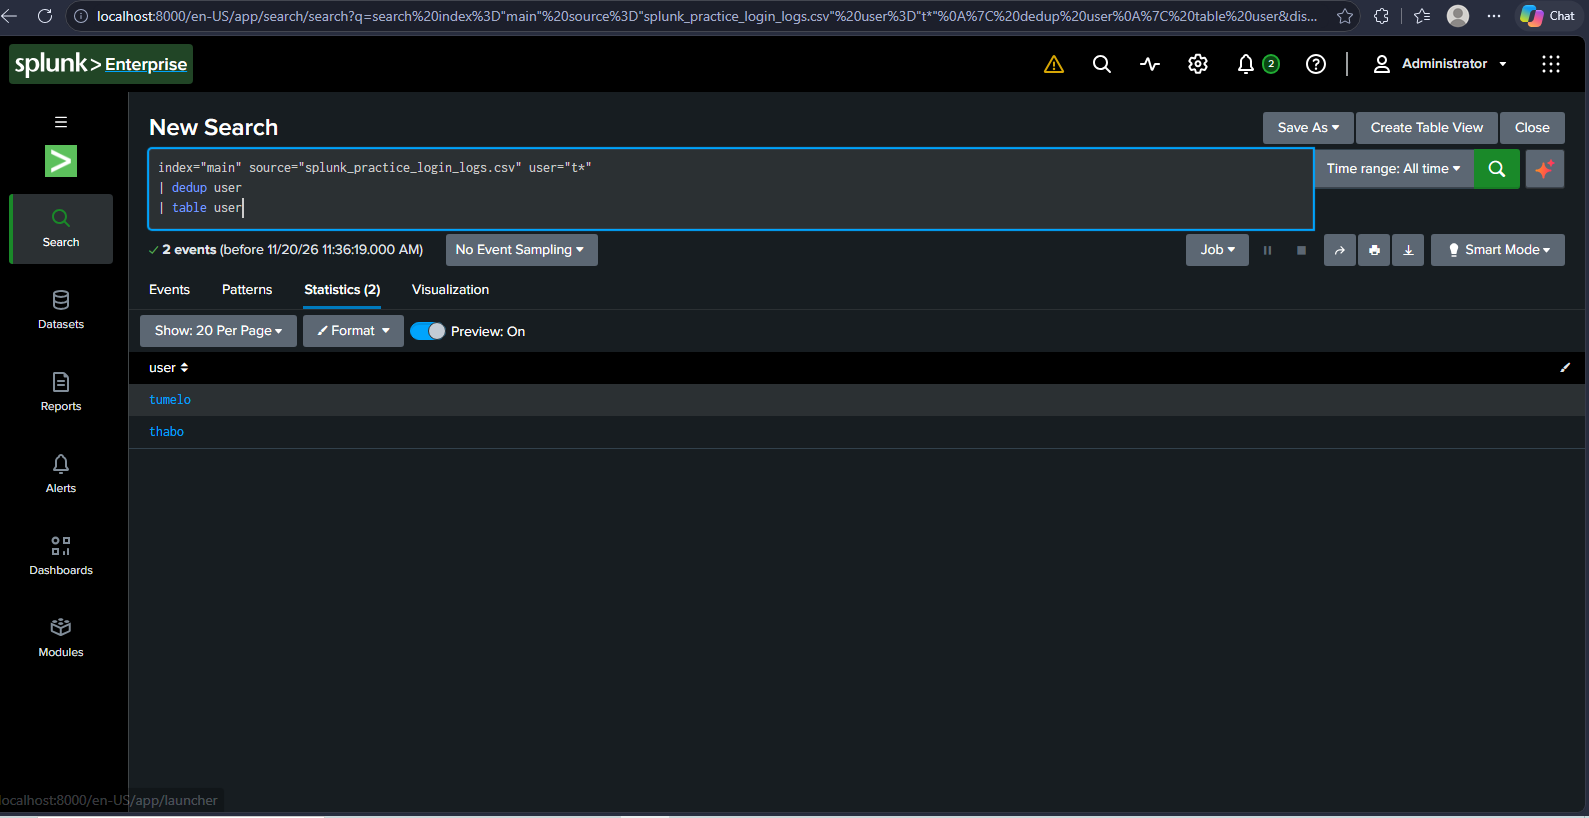 localhost:8000/en-US/app/search/search?q=search%20index%3D"main"%20source%3D"splunk_practice_login_logs.csv"%20user%3D"t*"%0A%7C%20dedup%20user%0A%7C%20table%20user&dis...
Chat
splunk>Enterprise
2
Administrator
New Search
Save As
Create Table View
Close
index="main" source="splunk_practice_login_logs.csv" user="t*"
| dedup user
| table user
Time range: All time
Search
2 events (before 11/20/26 11:36:19.000 AM)
No Event Sampling
Job
Smart Mode
Events
Patterns
Statistics (2)
Visualization
Datasets
Show: 20 Per Page
Format
Preview: On
user
tumelo
Reports
thabo
Alerts
Dashboards
Modules
localhost:8000/en-US/app/launcher